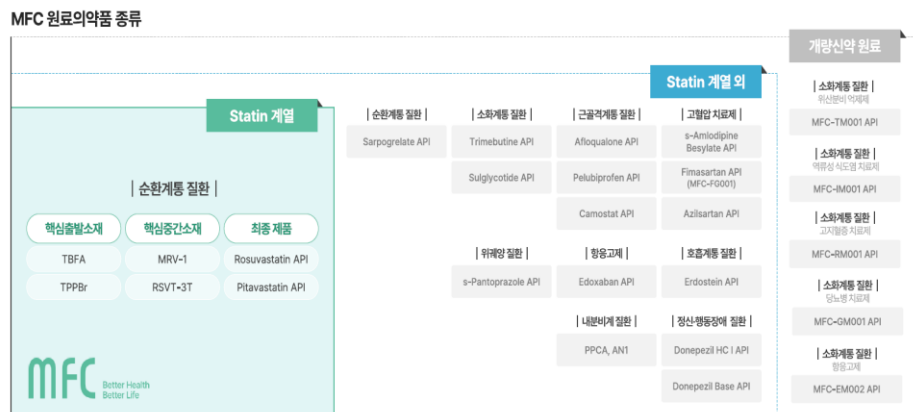 MFC 원료의약품 종류
개량신약 원료
Statin 계열 외
Statin 계열
| 순환계통 질환 |
핵심출발소재 핵심중간소재 최종 제품
TBFA MRV-1 Rosuvastatin API
TPPBr RSVT-3T Pitavastatin API
MFC Better Health
Better Life
| 순환계통 질환 |
Sarpogrelate API
| 소화계통 질환 |
Trimebutine API
Sulglycotide API
| 위궤양 질환 |
s-Pantoprazole API
| 근골격계통 질환 |
Afloqualone API
Pelubiprofen API
Camostat API
| 항응고제 |
Edoxaban API
| 내분비계 질환 |
PPCA, AN1
| 고혈압 치료제 |
s-Amlodipine
Besylate API
Fimasartan API
(MFC-FG001)
Azilsartan API
| 호흡계통 질환 |
Erdostein API
| 정신·행동장애 질환 |
Donepezil HC l API
Donepezil Base API
| 소화계통 질환 |
위산분비 억제제
MFC-TM001 API
| 소화계통 질환 |
역류성 식도염 치료제
MFC-IM001 API
| 소화계통 질환 |
고지혈증 치료제
MFC-RM001 API
| 소화계통 질환 |
당뇨병 치료제
MFC-GM001 API
| 소화계통 질환 |
항응고제
MFC-EM002 API